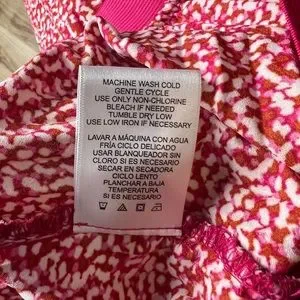 MACHINE WASH COLD
GENTLE CYCLE
USE ONLY NON-CHLORINE
BLEACH IF NEEDED
TUMBLE DRY LOW
USE LOW IRON IF NECESSARY
LAVAR A MÁQUINA CON AGUA
FRÍA CICLO DELICADO
USAR BLANQUEADOR SIN
CLORO SI ES NECESARIO
SECAR EN SECADORA
CICLO LENTO
PLANCHAR A BAJA
TEMPERATURA
SI ES NECESARIO